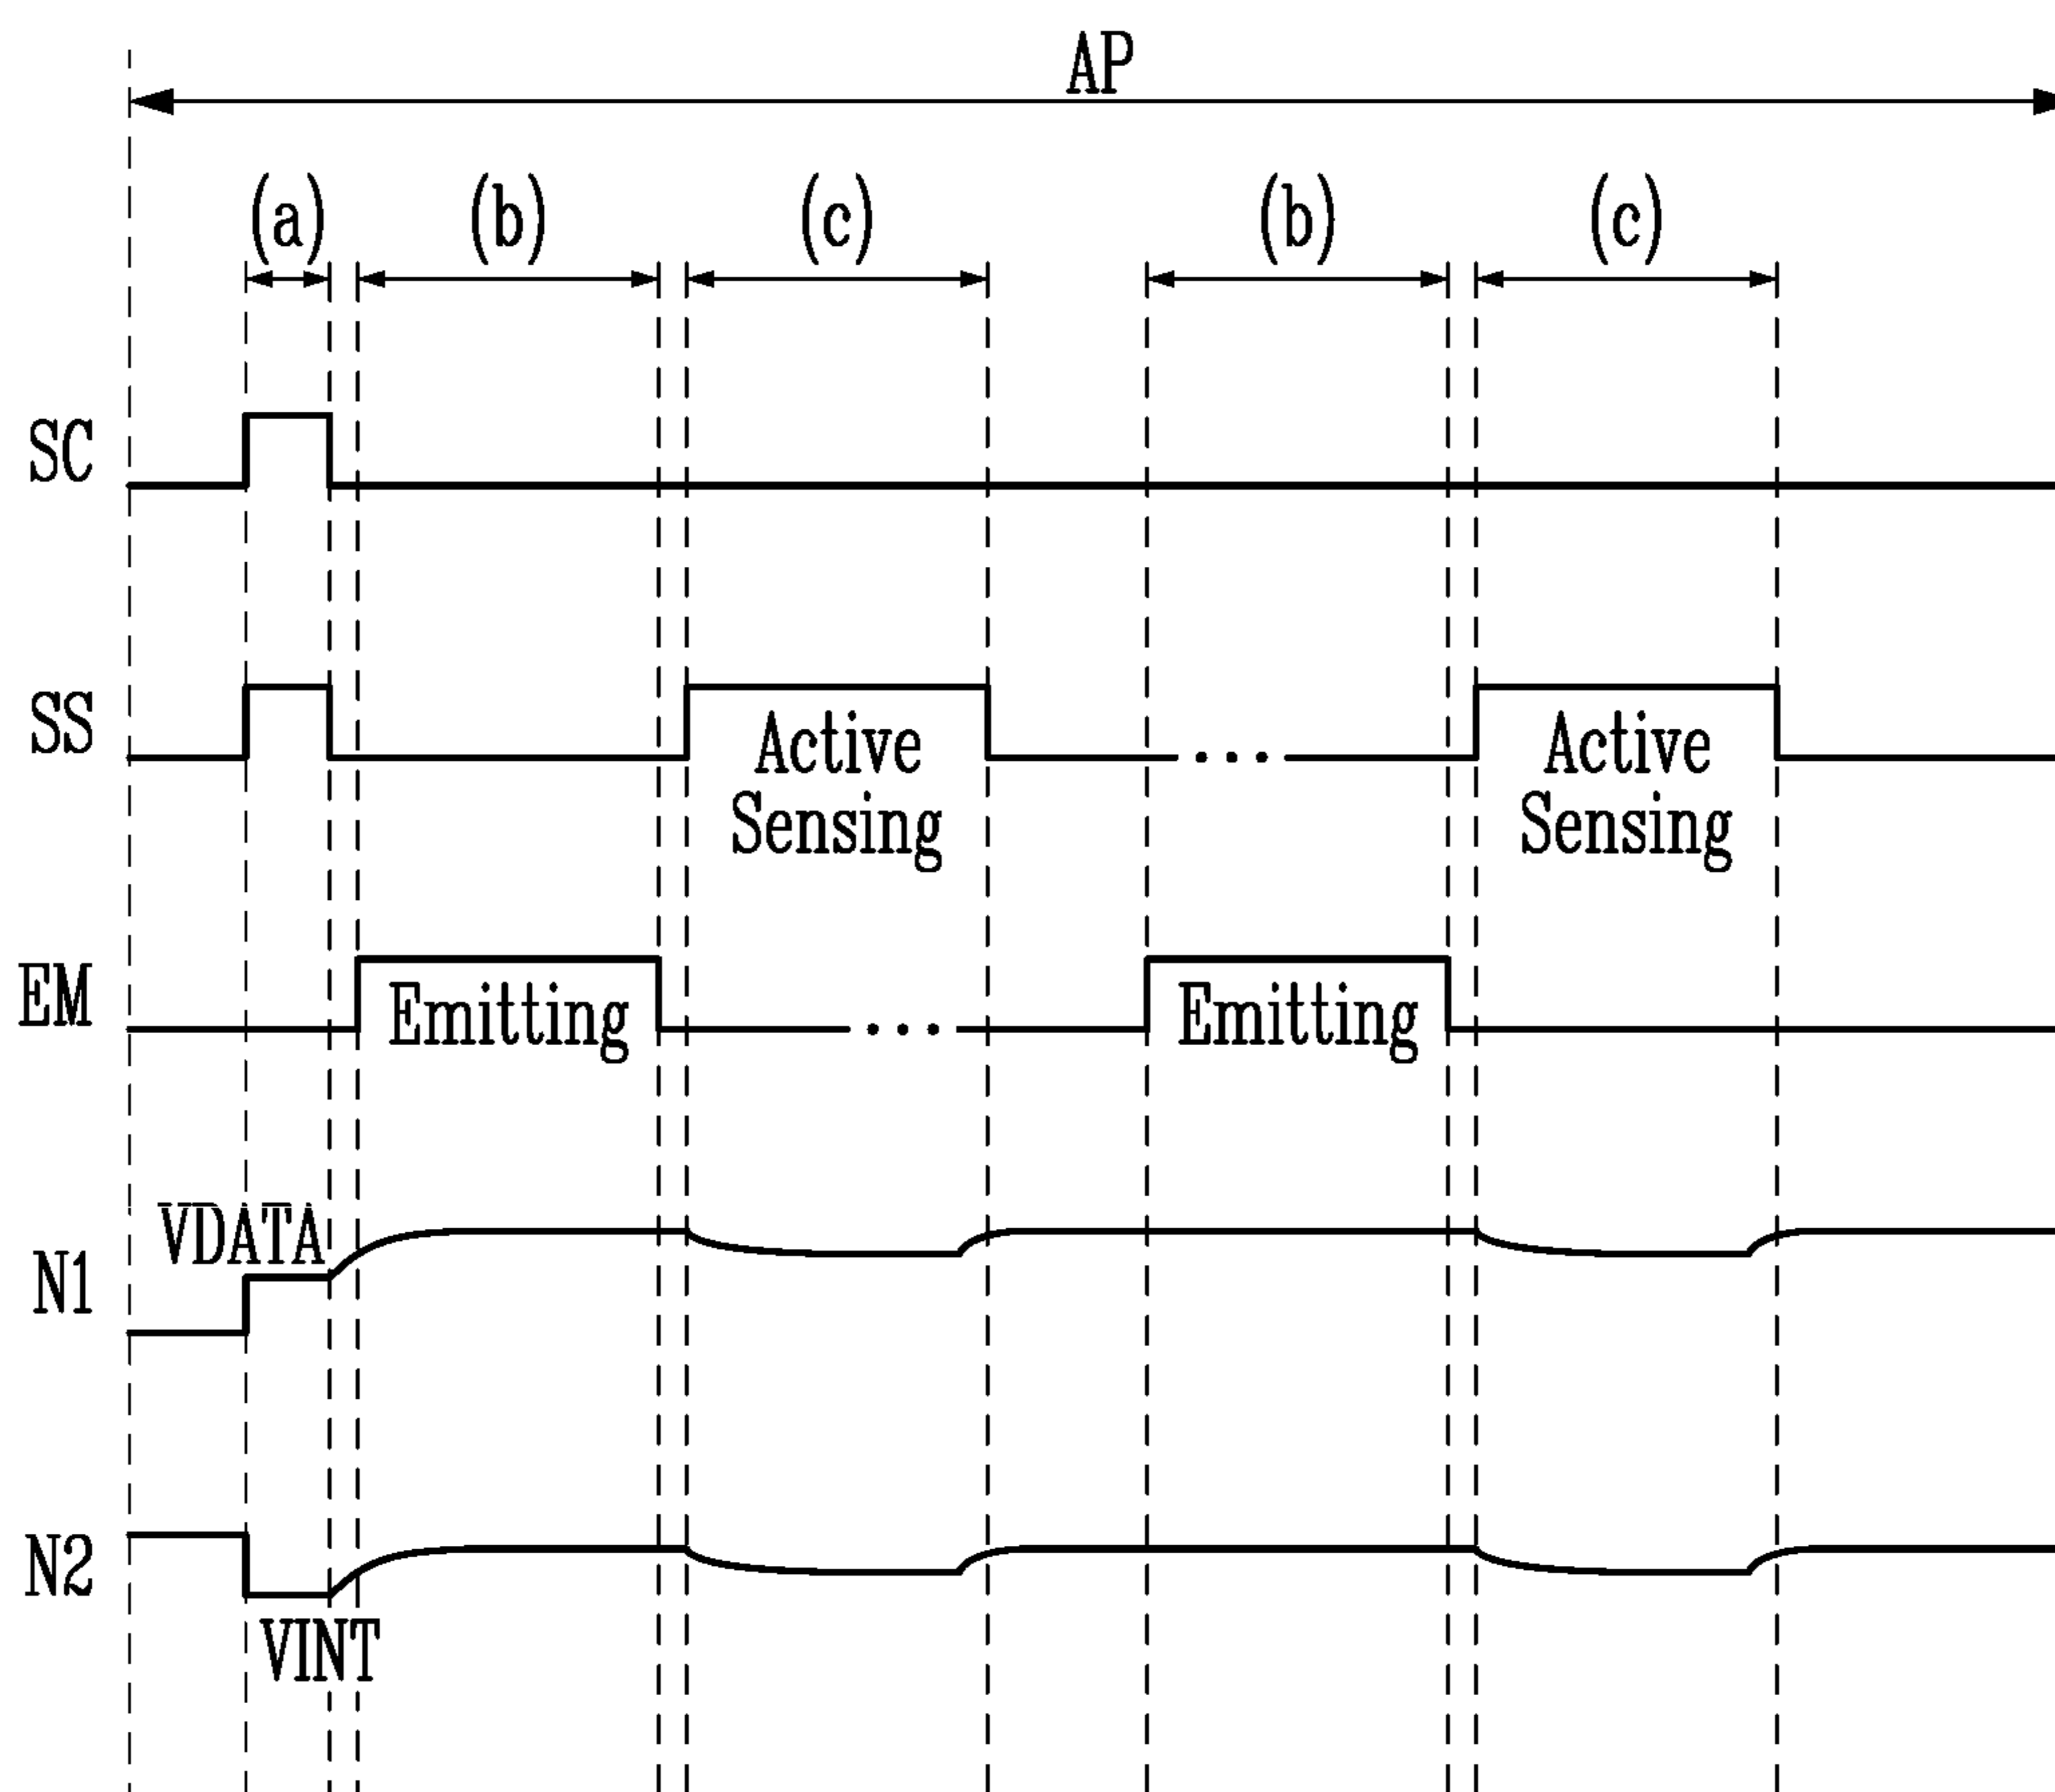 AP
(a) (b) (c) (b) (c)
SC
SS
Active
Sensing
...
Active
Sensing
EM
Emitting
...
Emitting
VDATA
N1
N2
VINT